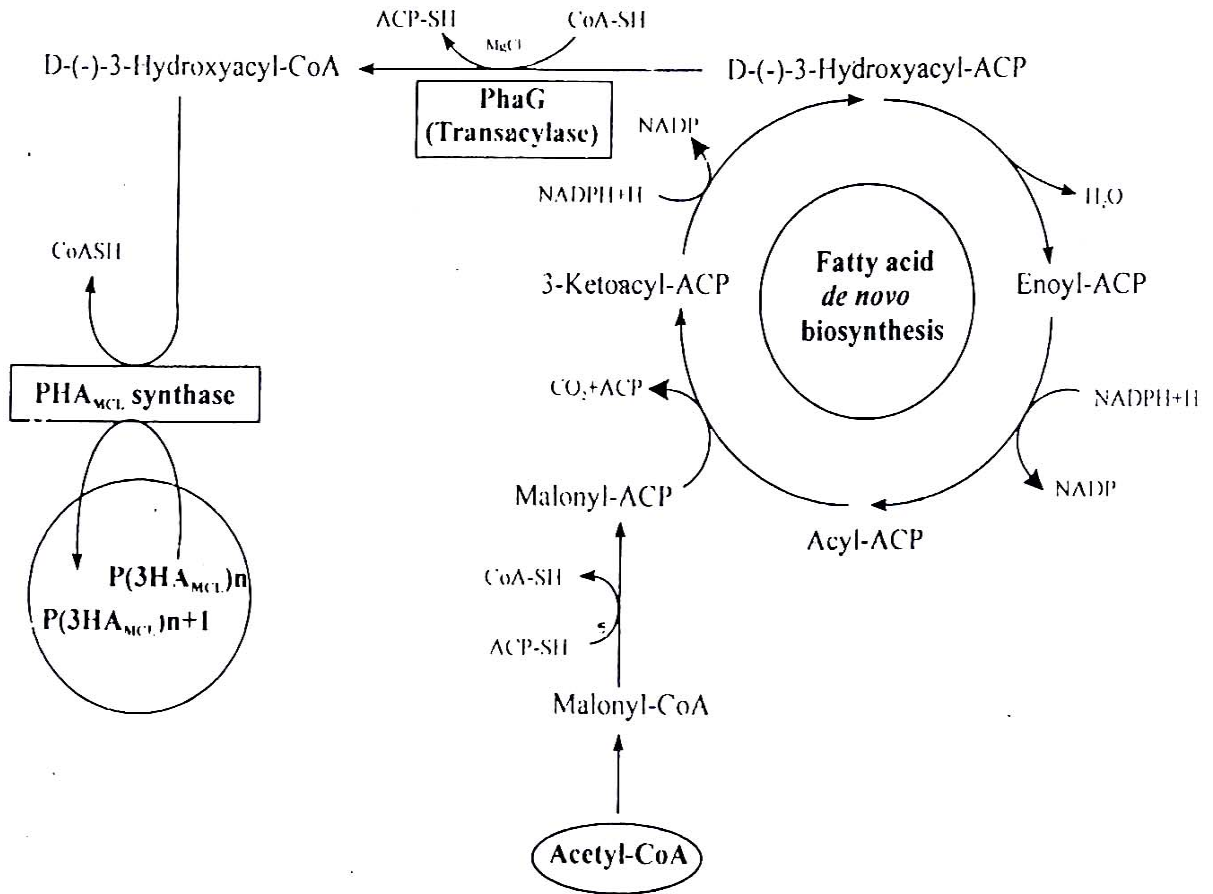 ACP-SH
CoA-SH
MgCl
D-(-)-3-Hydroxyacyl-CoA
D-(-)-3-Hydroxyacyl-ACP
PhaG
(Transacylase)
NADP
NADPH+H
H₂O
CoASH
3-Ketoacyl-ACP
Fatty acid
de novo
biosynthesis
Enoyl-ACP
PHA_MCL synthase
CO₂+ACP
NADPH+H
Malonyl-ACP
NADP
Acyl-ACP
P(3HA_MCL)n
P(3HA_MCL)n+1
CoA-SH
ACP-SH
Malonyl-CoA
Acetyl-CoA